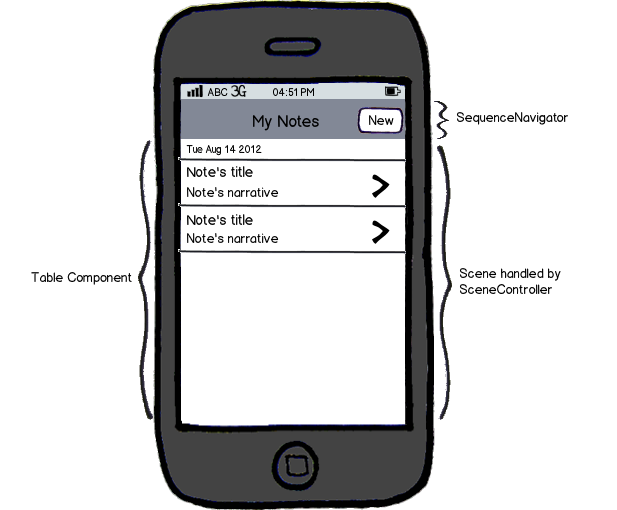 ABC 3G 04:51 PM
My Notes
New
SequenceNavigator
Tue Aug 14 2012
Note's title
Note's narrative
Note's title
Note's narrative
Table Component
Scene handled by
SceneController